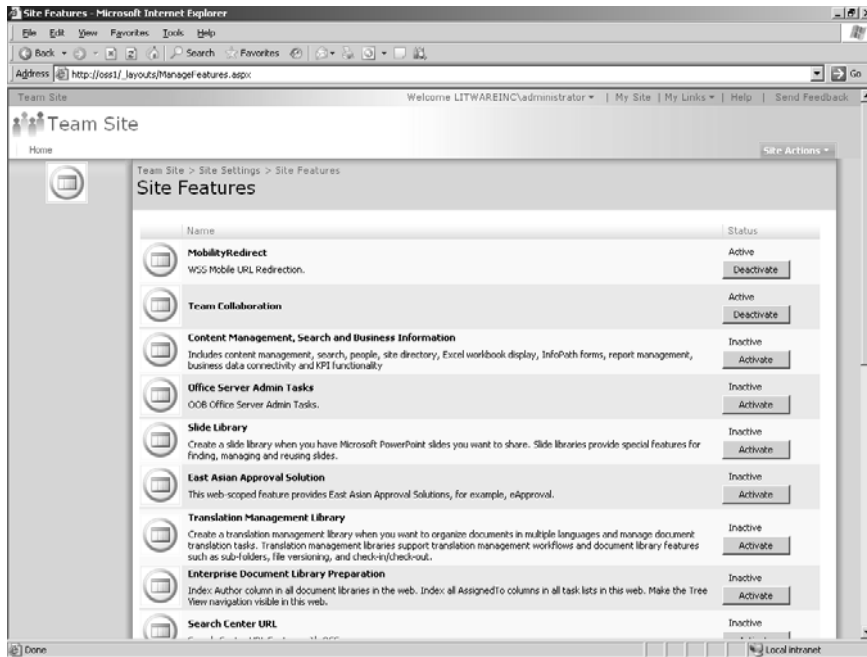 Site Features - Microsoft Internet Explorer
File Edit View Favorites Tools Help
Back Search Favorites
Address http://oss1/_layouts/ManageFeatures.aspx Go
Team Site Welcome LITWAREINC\administrator | My Site | My Links | Help | Send Feedback
Team Site
Home Site Actions
Team Site > Site Settings > Site Features
Site Features
Name Status
MobilityRedirect Active
WSS Mobile URL Redirection. Deactivate
Team Collaboration Active
Deactivate
Content Management, Search and Business Information Inactive
Includes content management, search, people, site directory, Excel workbook display, InfoPath forms, report management, Activate
business data connectivity and KPI functionality
Office Server Admin Tasks Inactive
OOB Office Server Admin Tasks. Activate
Slide Library Inactive
Create a slide library when you have Microsoft PowerPoint slides you want to share. Slide libraries provide special features for Activate
finding, managing and reusing slides.
East Asian Approval Solution Inactive
This web-scoped feature provides East Asian Approval Solutions, for example, eApproval. Activate
Translation Management Library Inactive
Create a translation management library when you want to organize documents in multiple languages and manage document
translation tasks. Translation management libraries support translation management workflows and document library features Activate
such as sub-folders, file versioning, and check-in/check-out.
Enterprise Document Library Preparation Inactive
Index Author column in all document libraries in the web. Index all AssignedTo columns in all task lists in this web. Make the Tree Activate
View navigation visible in this web.
Search Center URL Inactive
Done Local intranet